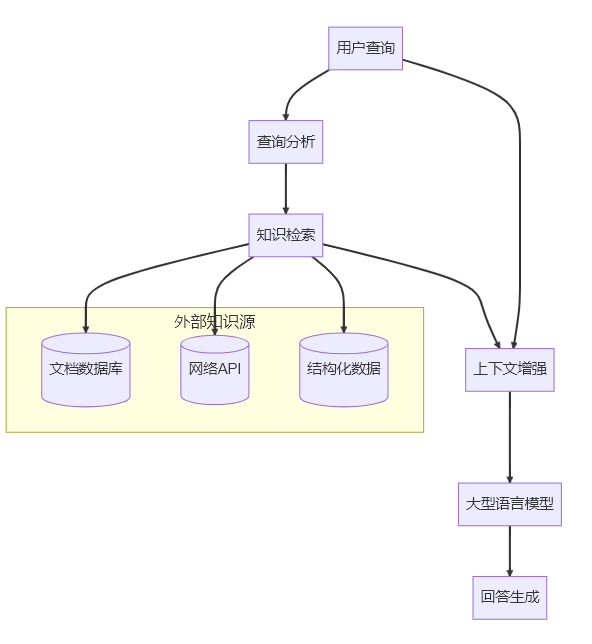 用户查询
查询分析
知识检索
外部知识源
文档数据库
网络API
结构化数据
上下文增强
大型语言模型
回答生成